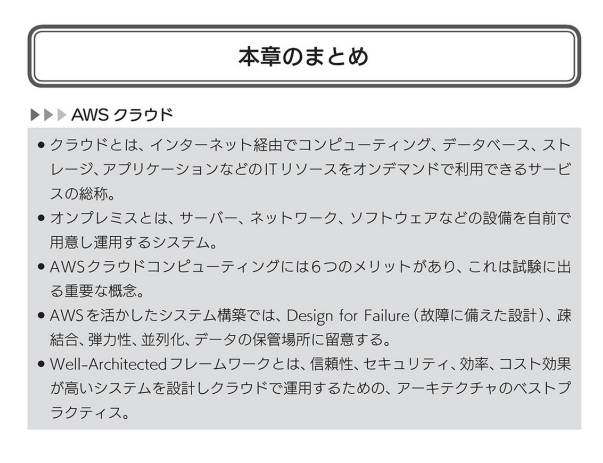 本章のまとめ
▶▶▶ AWS クラウド
● クラウドとは、インターネット経由でコンピューティング、データベース、スト
レージ、アプリケーションなどのITリソースをオンデマンドで利用できるサービ
スの総称。
● オンプレミスとは、サーバー、ネットワーク、ソフトウェアなどの設備を自前で
用意し運用するシステム。
● AWSクラウドコンピューティングには6つのメリットがあり、これは試験に出
る重要な概念。
● AWSを活かしたシステム構築では、Design for Failure（故障に備えた設計）、疎
結合、弾力性、並列化、データの保管場所に留意する。
● Well-Architectedフレームワークとは、信頼性、セキュリティ、効率、コスト効果
が高いシステムを設計しクラウドで運用するための、アーキテクチャのベストプ
ラクティス。